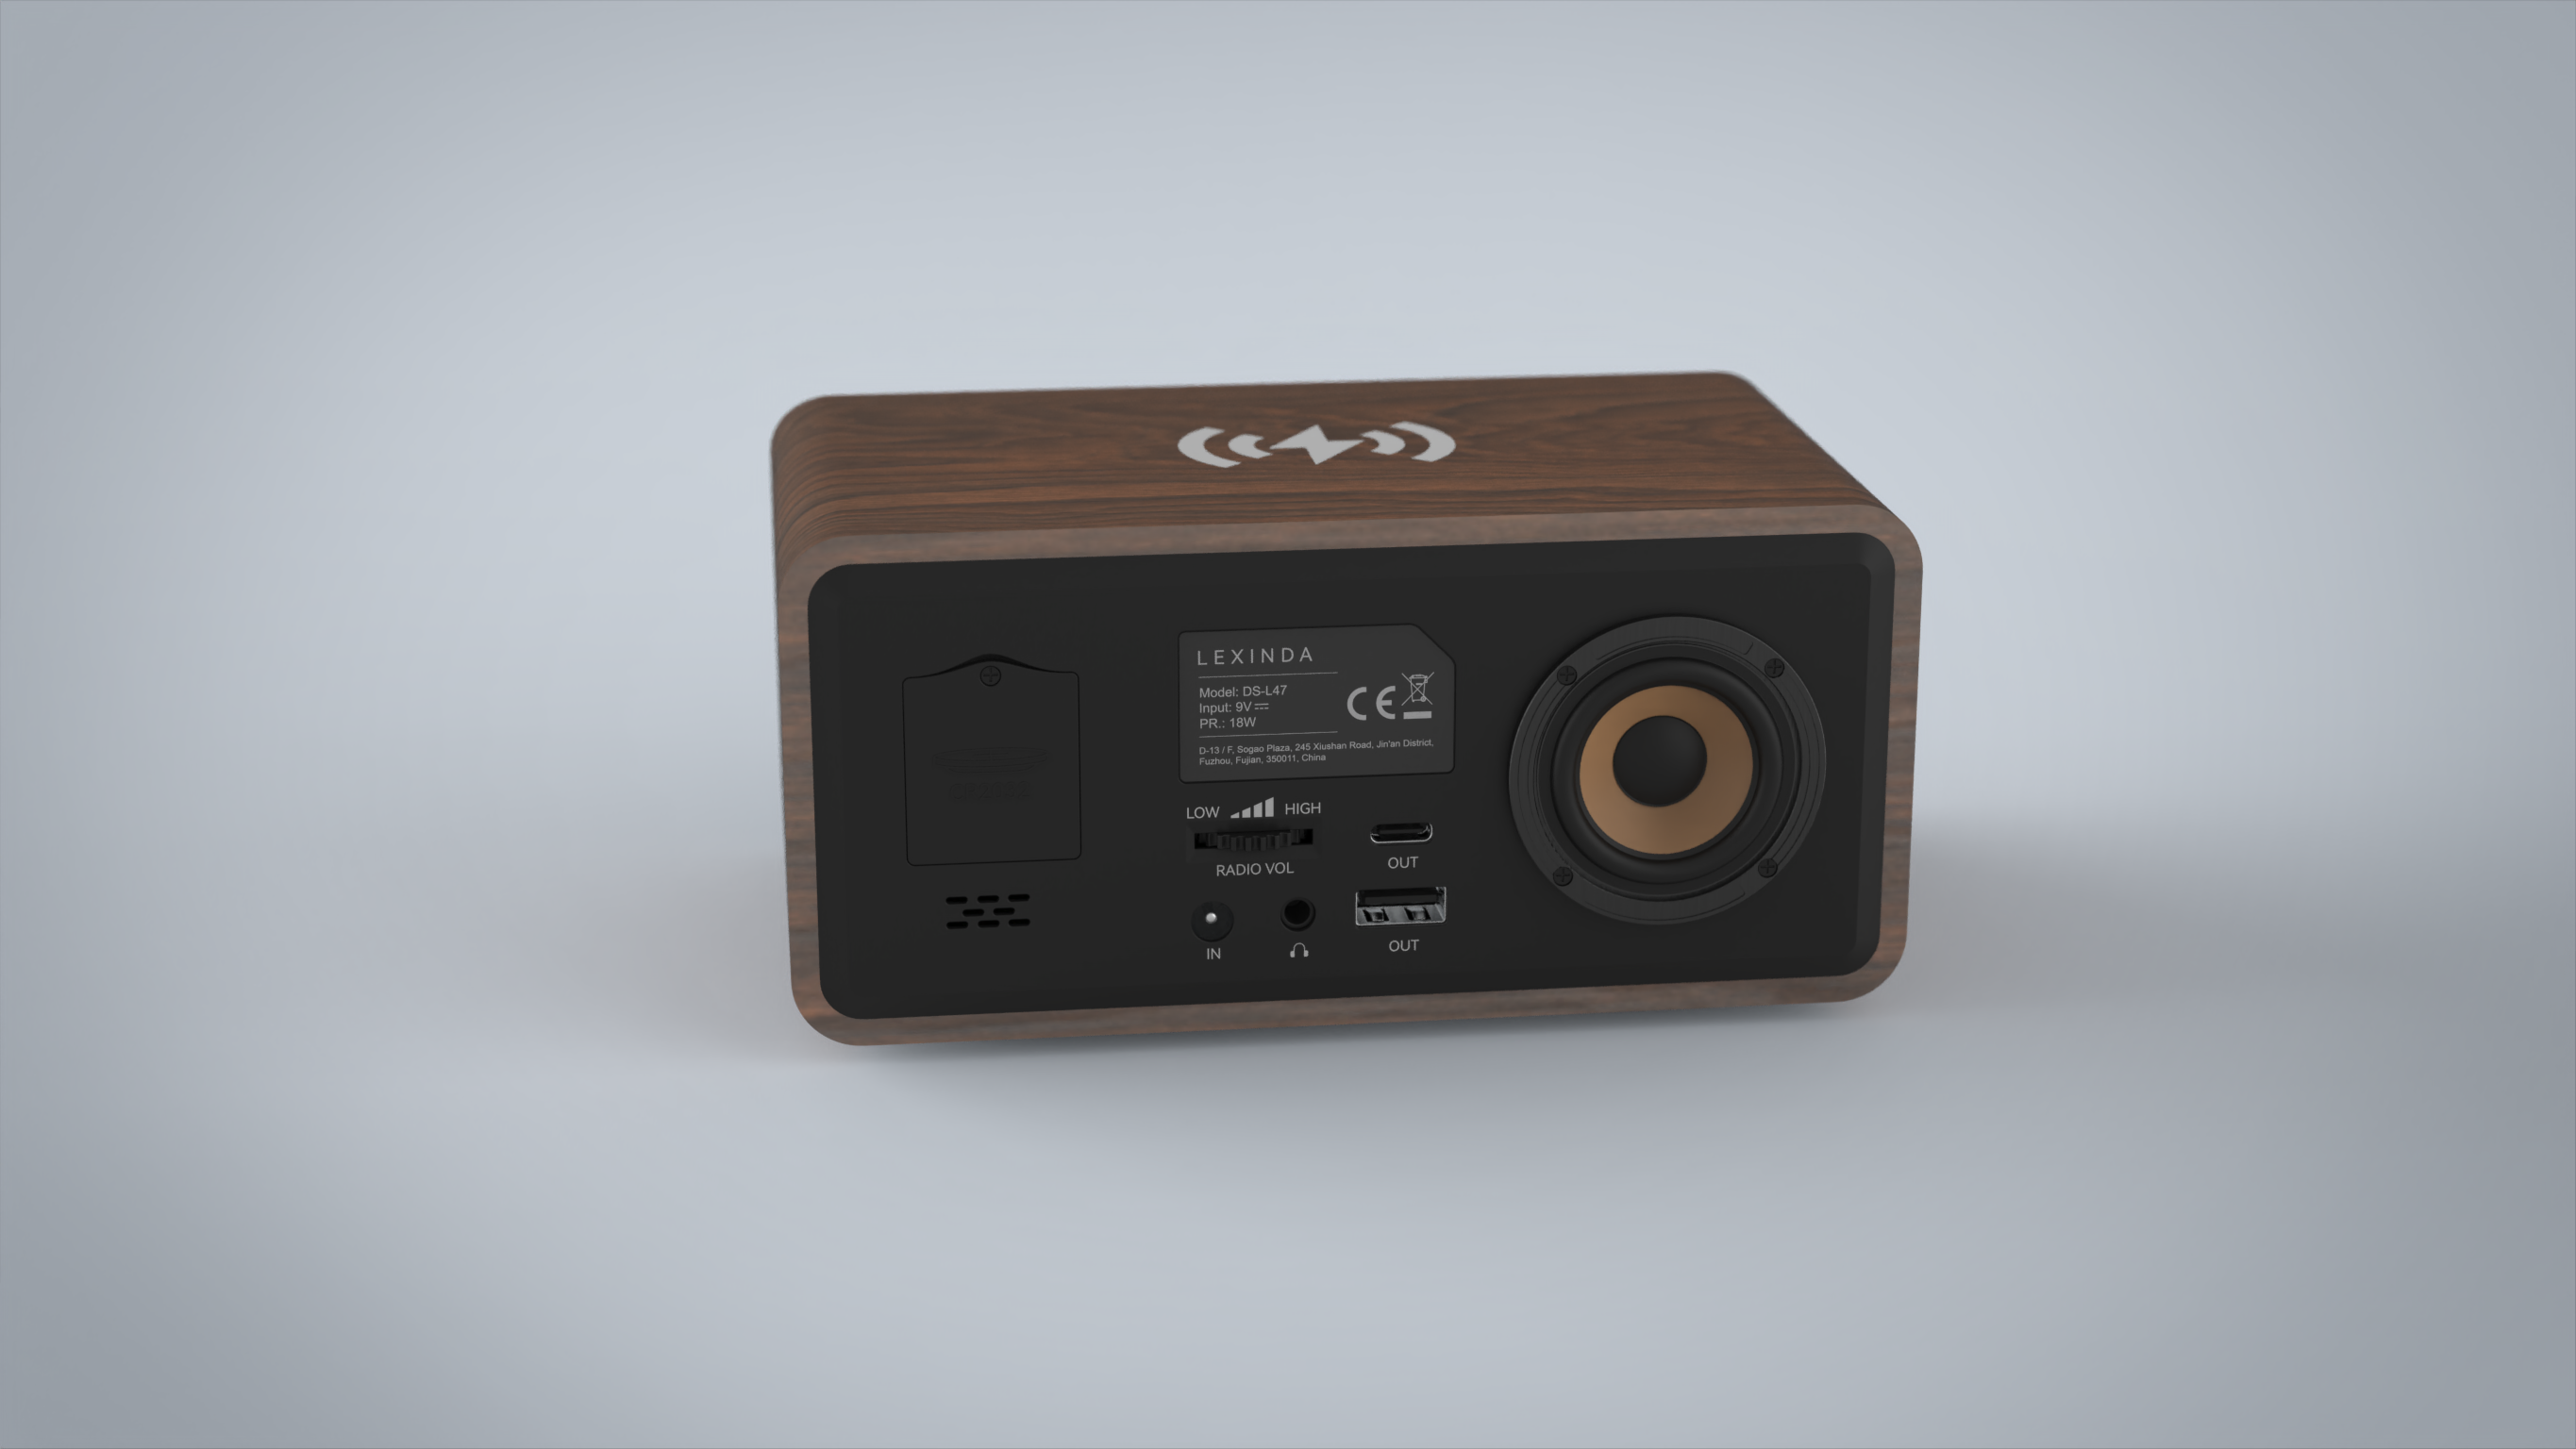 LEXINDA
Model: DS-L47
Input: 9V
PR.: 18W
CE
D-13 / F, Sogao Plaza, 245 Xiushan Road, Jin'an District,
Fuzhou, Fujian, 350011, China
LOW HIGH
RADIO VOL
OUT
IN
OUT